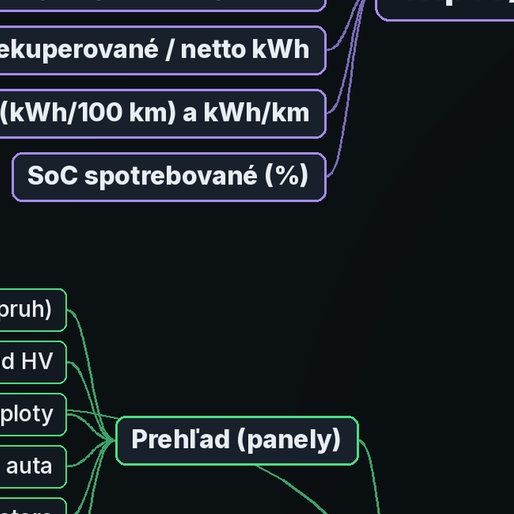 ekuperované / netto kWh
(kWh/100 km) a kWh/km
SoC spotrebované (%)
pruh)
d HV
ploty
auta
Prehľad (panely)